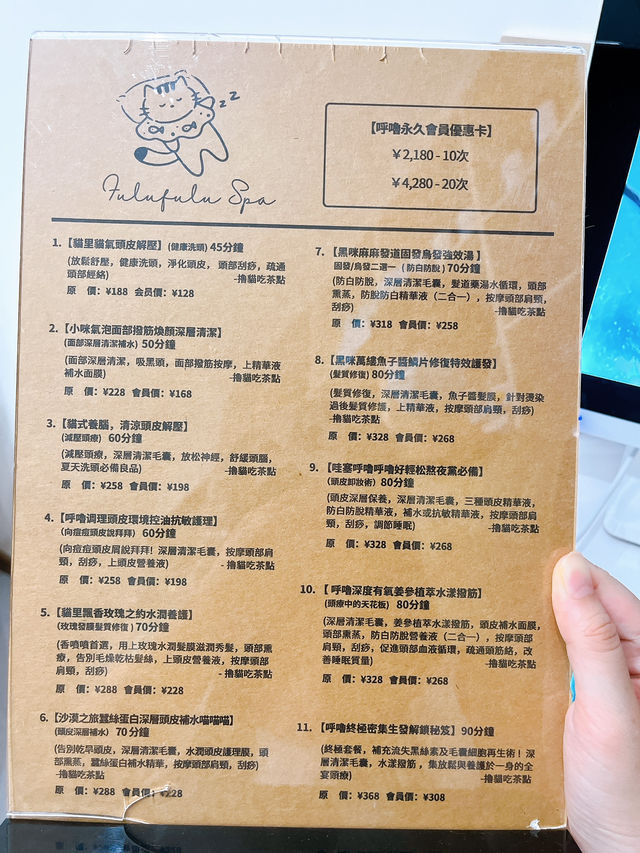 zZ
Fulufulu Spa
【呼嚕永久會員優惠卡】
￥2,180 - 10次
￥4,280 - 20次
1.【貓里貓氣頭皮解壓】(健康洗頭) 45分鐘
(放鬆舒壓，健康洗頭，淨化頭皮， 頭部刮痧，疏通
頭部經絡)
-擼貓吃茶點
原 價：¥188 会员价：¥128
2.【小咪氣泡面部撥筋煥顏深層清潔】
(面部深層清潔補水) 50分鐘
(面部深層清潔，吸黑頭，面部撥筋按摩，上精華液
補水面膜)
-擼貓吃茶點
原 價：¥228 會員價：¥168
3.【貓式養腦，清涼頭皮解壓】
(減壓頭療) 60分鐘
(減壓頭療，深層清潔毛囊，放松神經，舒緩頭腦，
夏天洗頭必備良品)
-擼貓吃茶點
原 價：¥258 會員價：¥198
4.【呼嚕调理頭皮環境控油抗敏護理】
(向痘痘頭皮說拜拜) 60分鐘
(向痘痘頭皮屑說拜拜! 深層清潔毛囊，按摩頭部肩
頸，刮痧，上頭皮營養液)
- 擼貓吃茶點
原 價：¥258 會員價：¥198
5.【貓里飄香玫瑰之約水潤養護】
(玫瑰發膜髮質修復 ) 70分鐘
(香噴噴首選，用上玫瑰水潤髮膜滋潤秀髮，頭部熏
療，告別毛燥乾枯髮絲，上頭皮營養液，按摩頭部
肩頸，刮痧)
- 擼貓吃茶點
原 價：¥288 會員價：¥228
6.【沙漠之旅蠶絲蛋白深層頭皮補水喵喵喵】
(頭皮深層補水) 70分鐘
(告別乾旱頭皮，深層清潔毛囊，水潤頭皮護理膜，頭
部熏蒸，蠶絲蛋白補水精華，按摩頭部肩頸，刮痧)
-擼貓吃茶點
原 價：¥288 會員價：¥228
7.【黑咪麻麻發道固發烏發強效湯 】
固發/烏發二選一 ( 防白防脫 ) 70分鐘
(防白防脫，深層清潔毛囊，髮道藥湯水循環，頭部
熏蒸，防脫防白精華液（二合一），按摩頭部肩頸，
刮痧)
-擼貓吃茶點
原 價：¥318 會員價：¥258
8.【黑咪萬縷魚子醬鱗片修復特效護發】
(髮質修復) 80分鐘
(髮質修復，深層清潔毛囊，魚子醬髮膜，針對燙染
過後髮質修護，上精華液，按摩頭部肩頸，刮痧)
-擼貓吃茶點
原 價：¥328 會員價：¥268
9.【哇塞呼嚕呼嚕好輕松熬夜黨必備】
(頭皮卸妝術) 80分鐘
(頭皮深層保養，深層清潔毛囊，三種頭皮精華液，
防白防脫精華液，補水或抗敏精華液，按摩頭部肩
頸，刮痧，調節睡眠)
-擼貓吃茶點
原 價：¥328 會員價：¥268
10.【 呼嚕深度有氧姜參植萃水漾撥筋】
(頭療中的天花板) 80分鐘
(深層清潔毛囊，姜參植萃水漾撥筋，頭皮補水面膜，
頭部熏蒸，防白防脫營養液（二合一），按摩頭部
肩頸，刮痧，促進頭部血液循環，疏通頭筋絡，改
善睡眠質量)
-擼貓吃茶點
原 價：¥328 會員價：¥268
11.【呼嚕終極密集生發解鎖秘笈】90分鐘
(終極套餐，補充流失黑絲素及毛囊細胞再生術！深
層清潔毛囊，水漾撥筋 ，集放鬆與養護於一身的全
宴頭療)
-擼貓吃茶點
原 價：¥368 會員價：¥308